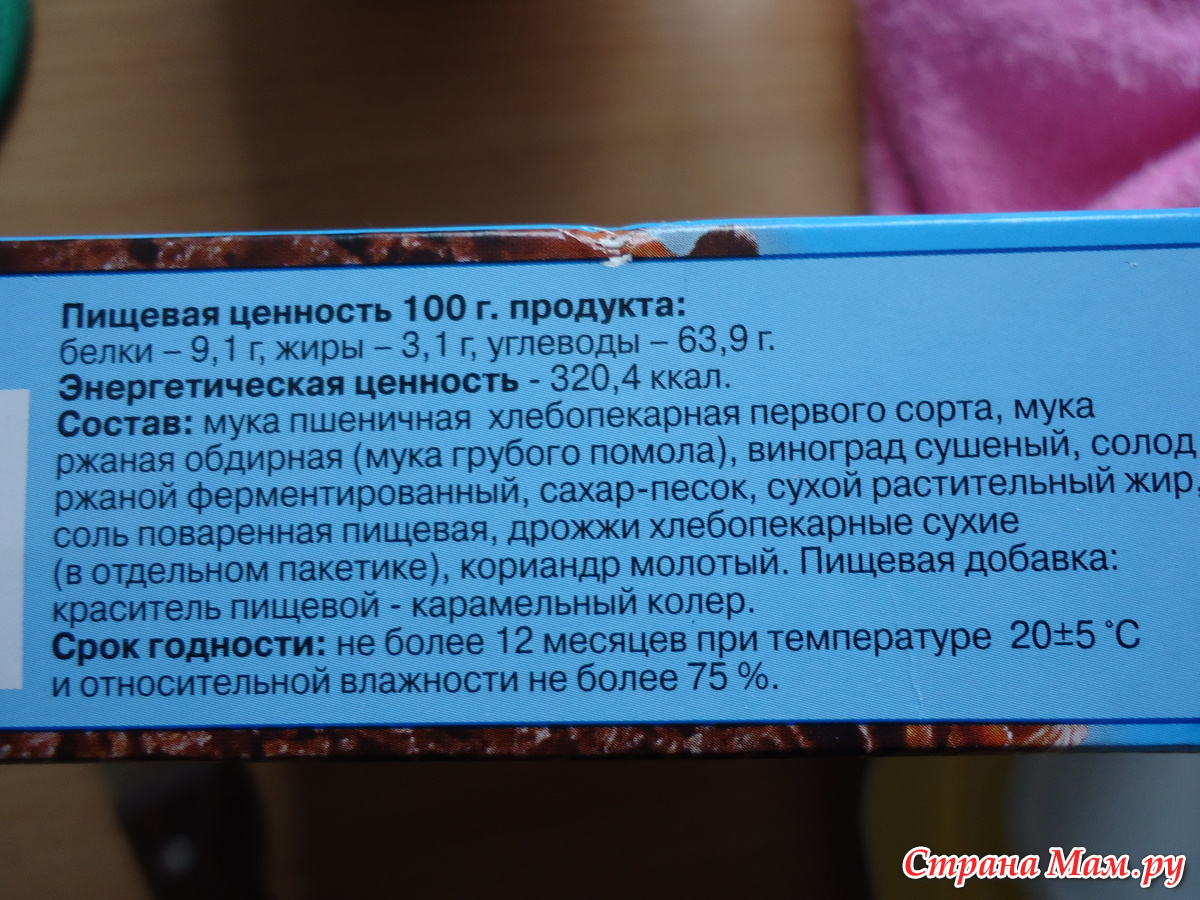 Пищевая ценность 100 г. продукта:
белки – 9,1 г, жиры – 3,1 г, углеводы – 63,9 г.
Энергетическая ценность - 320,4 ккал.
Состав: мука пшеничная хлебопекарная первого сорта, мука
ржаная обдирная (мука грубого помола), виноград сушеный, солод
ржаной ферментированный, сахар-песок, сухой растительный жир,
соль поваренная пищевая, дрожжи хлебопекарные сухие
(в отдельном пакетике), кориандр молотый. Пищевая добавка:
краситель пищевой - карамельный колер.
Срок годности: не более 12 месяцев при температуре 20±5 °С
и относительной влажности не более 75 %.
Страна Мам.ру